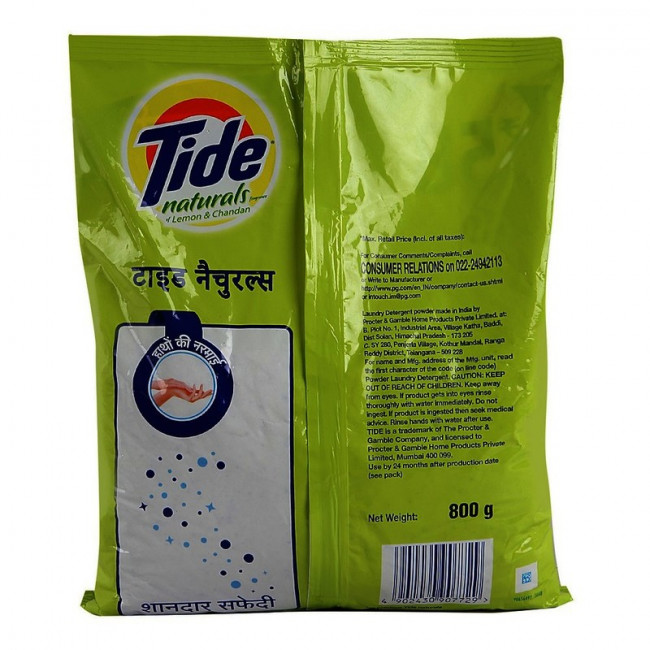 Tide
naturals
of Lemon & Chandan
टाइड नैचुरल्स
हाथों की नरमाई
शानदार सफेदी
*Max. Retail Price (incl. of all taxes):
For Consumer Comments/Complaints, call
CONSUMER RELATIONS on 022-24942113
or Write to Manufacturer or
http://www.pg.com/en_IN/company/contact-us.shtml
or intouch.im@pg.com
Laundry Detergent powder made in India by
Procter & Gamble Home Products Private Limited, at:
B. Plot No. 1, Industrial Area, Village Katha, Baddi,
Dist Solan, Himachal Pradesh - 173 205
C. SY 280, Penjerla Village, Kothur Mandal, Ranga
Reddy District, Talangana - 509 228
For name and Mfg. address of the Mfg. unit, read
the first character of the code (on line code)
Powder Laundry Detergent. CAUTION: KEEP
OUT OF REACH OF CHILDREN. Keep away
from eyes. If product gets into eyes rinse
thoroughly with water immediately. Do not
ingest. If product is ingested then seek medical
advice. Rinse hands with water after use.
TIDE is a trademark of The Procter &
Gamble Company, and licensed to
Procter & Gamble Home Products Private
Limited, Mumbai 400 099.
Use by 24 months after production date
(see pack)
Net Weight: 800 g
4 902430 907729